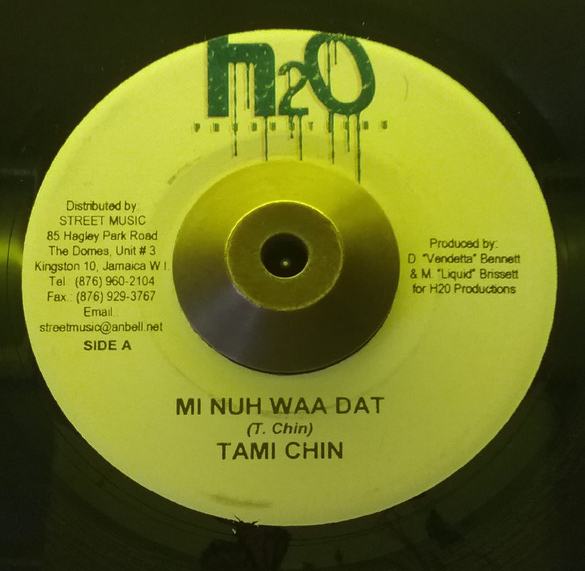 h2O
PRODUCTIONS
Distributed by:
STREET MUSIC
85 Hagley Park Road
The Domes, Unit # 3
Kingston 10, Jamaica W.I.
Tel: (876) 960-2104
Fax.: (876) 929-3767
Email:
streetmusic@anbell.net
SIDE A
Produced by:
D. "Vendetta" Bennett
& M. "Liquid" Brissett
for H20 Productions
MI NUH WAA DAT
(T. Chin)
TAMI CHIN